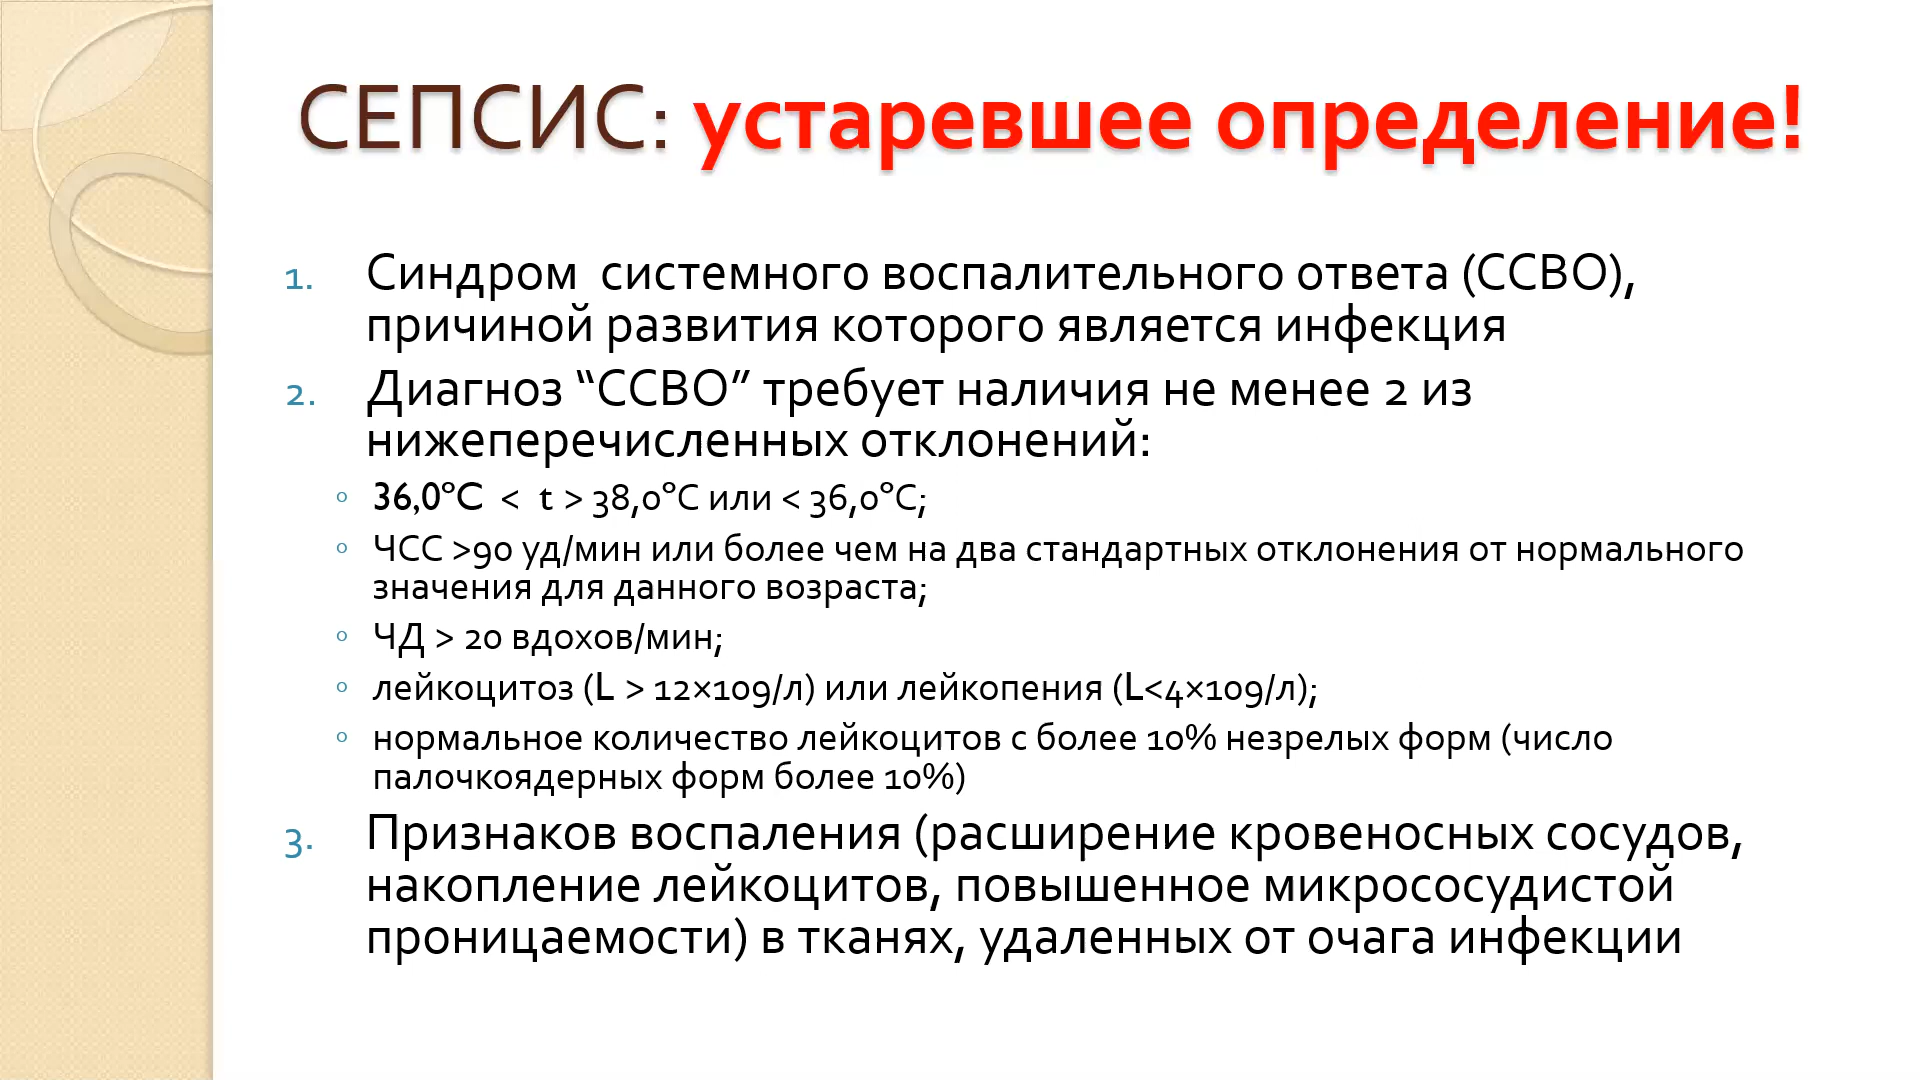 СЕПСИС: устаревшее определение!
1. Синдром системного воспалительного ответа (ССВО),
причиной развития которого является инфекция
2. Диагноз “ССВО” требует наличия не менее 2 из
нижеперечисленных отклонений:
◦ 36,0°C < t > 38,0°C или < 36,0°C;
◦ ЧСС >90 уд/мин или более чем на два стандартных отклонения от нормального
значения для данного возраста;
◦ ЧД > 20 вдохов/мин;
◦ лейкоцитоз (L > 12×109/л) или лейкопения (L<4×109/л);
◦ нормальное количество лейкоцитов с более 10% незрелых форм (число
палочкоядерных форм более 10%)
3. Признаков воспаления (расширение кровеносных сосудов,
накопление лейкоцитов, повышенное микрососудистой
проницаемости) в тканях, удаленных от очага инфекции